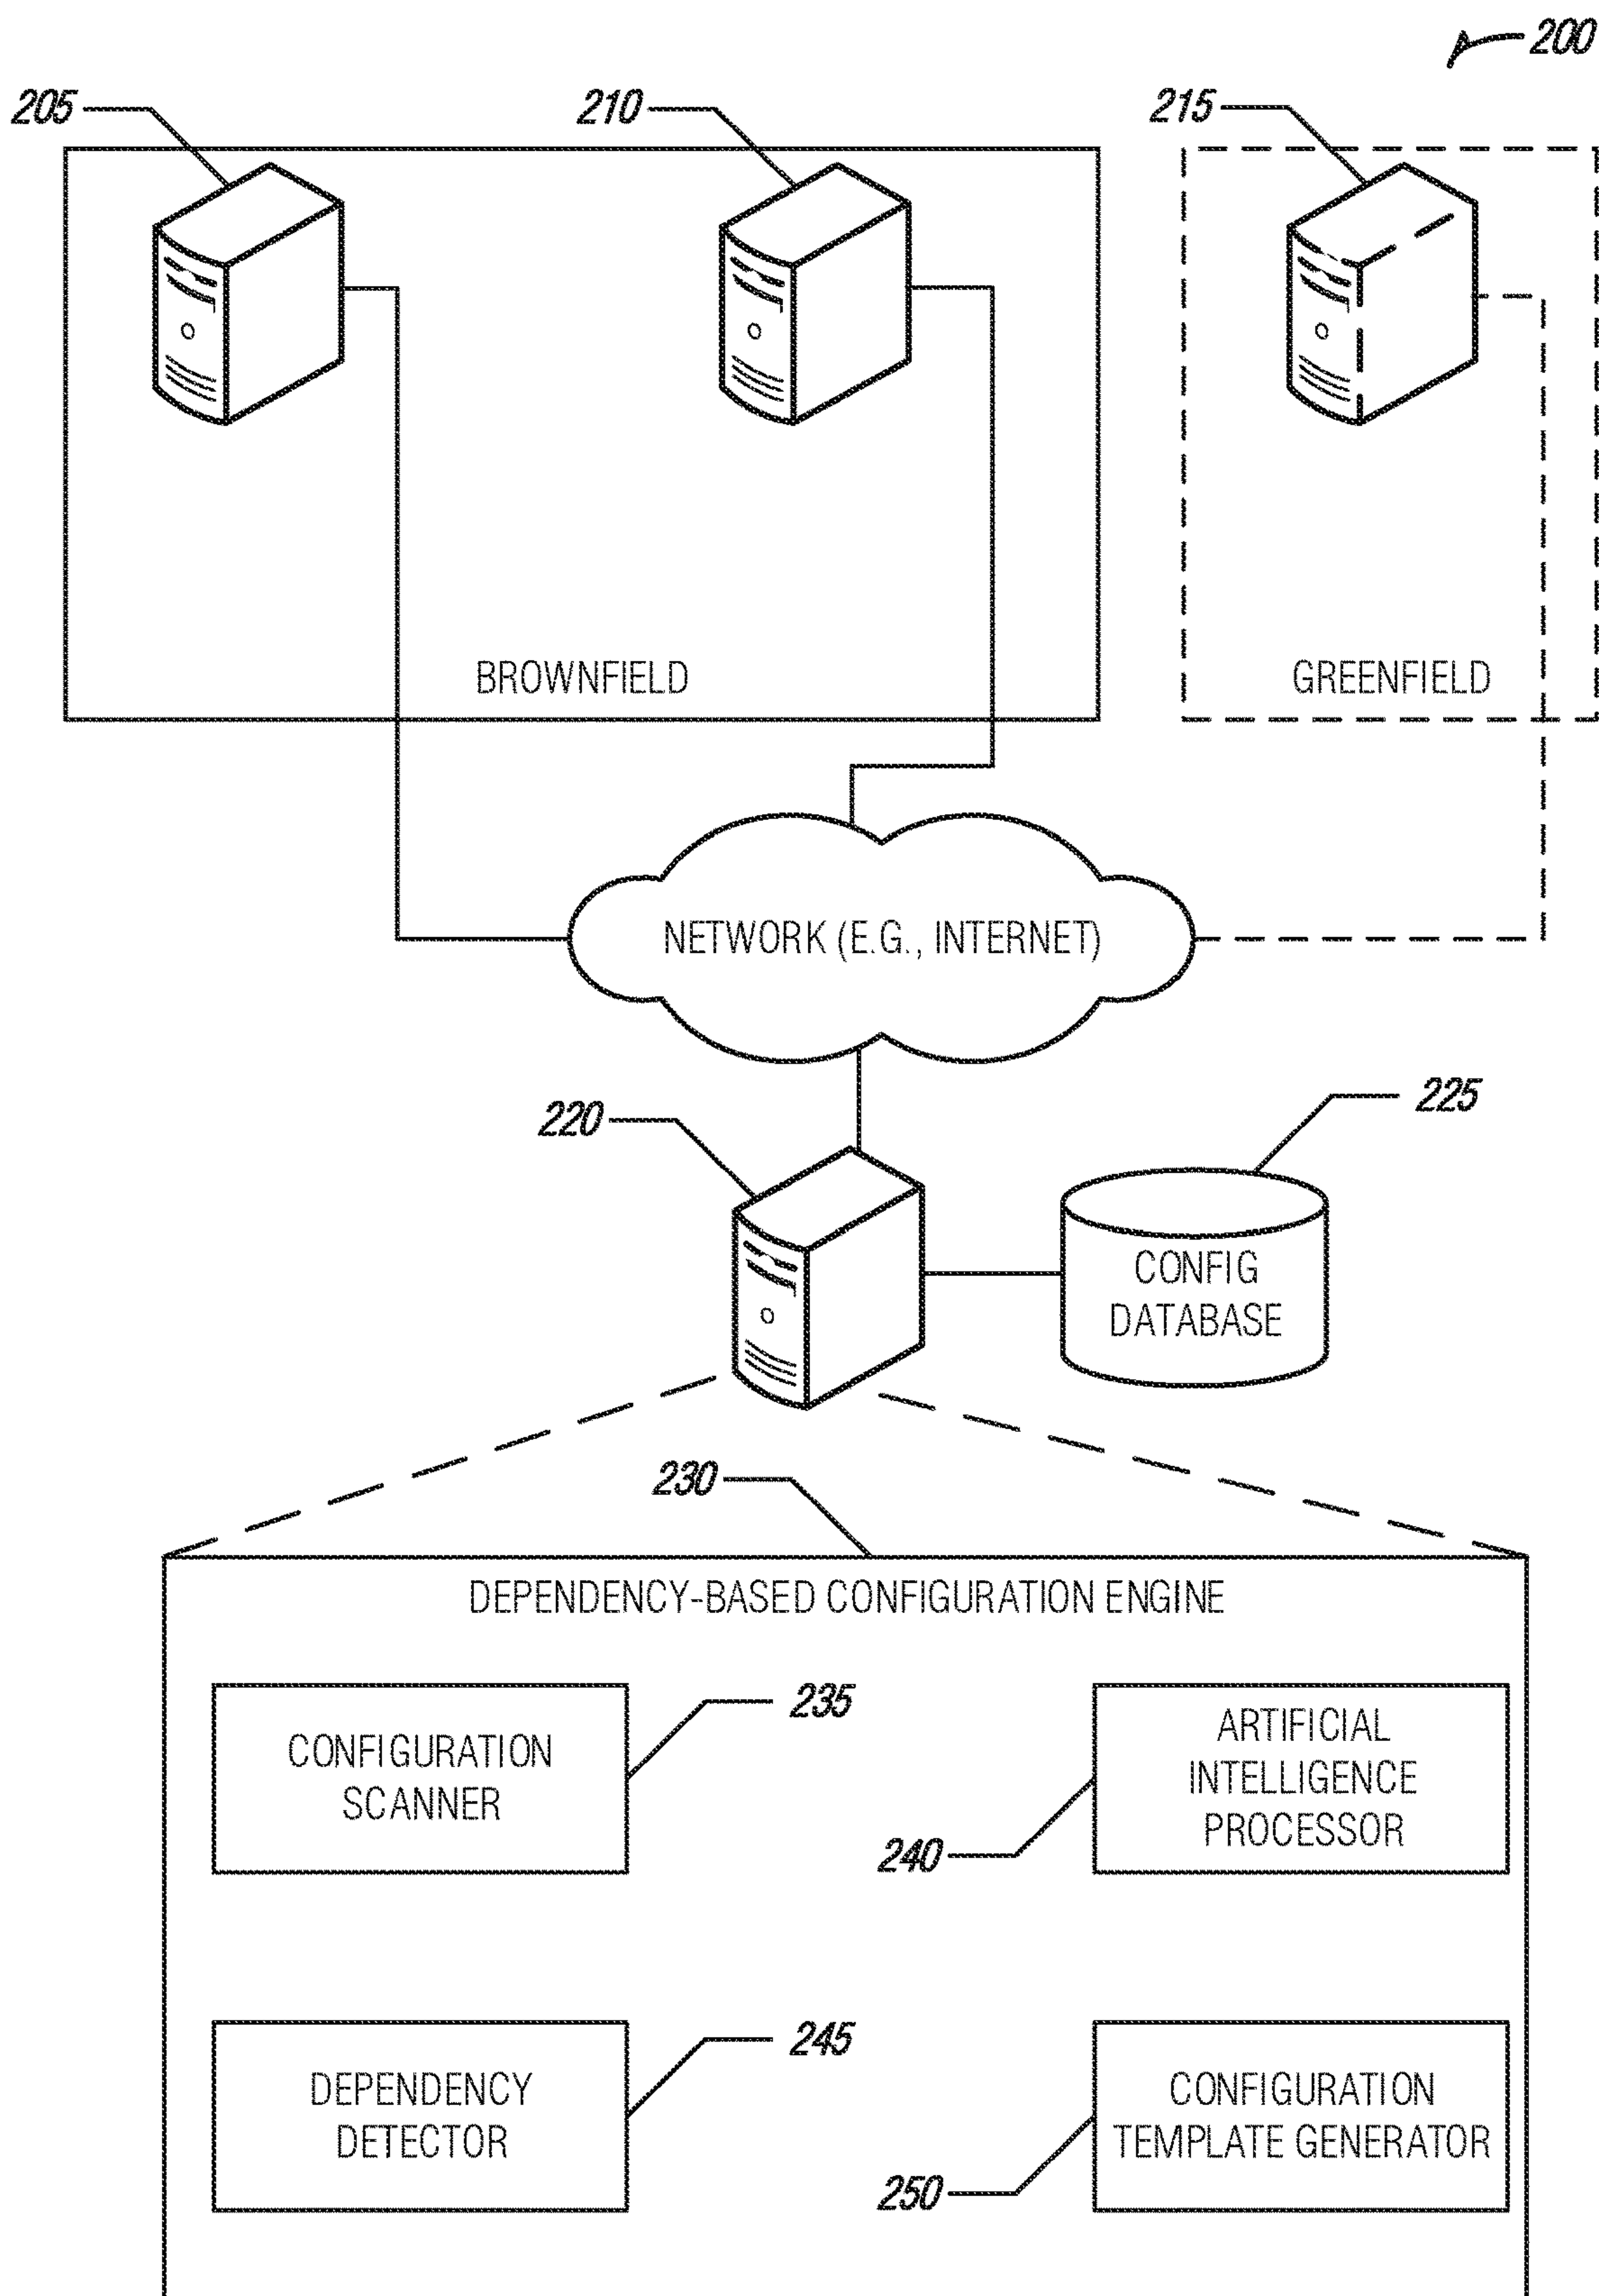 200
205
210
215
BROWNFIELD
GREENFIELD
NETWORK (E.G., INTERNET)
220
225
CONFIG
DATABASE
230
DEPENDENCY-BASED CONFIGURATION ENGINE
CONFIGURATION
SCANNER
235
ARTIFICIAL
INTELLIGENCE
PROCESSOR
240
DEPENDENCY
DETECTOR
245
CONFIGURATION
TEMPLATE GENERATOR
250